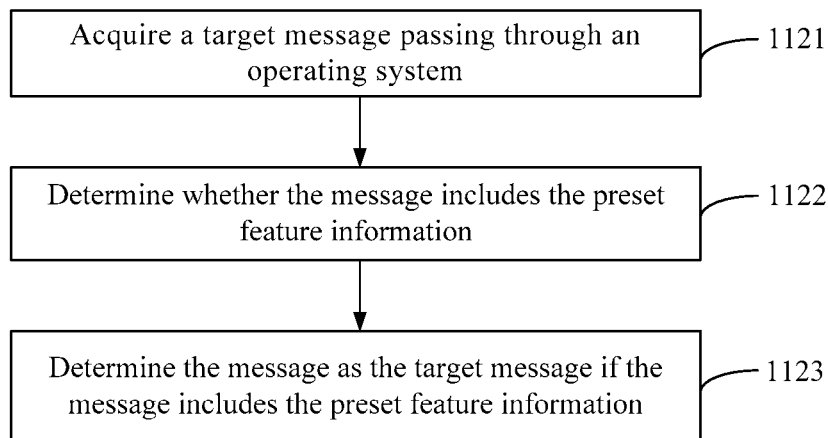 Acquire a target message passing through an
operating system
1121
Determine whether the message includes the preset
feature information
1122
Determine the message as the target message if the
message includes the preset feature information
1123